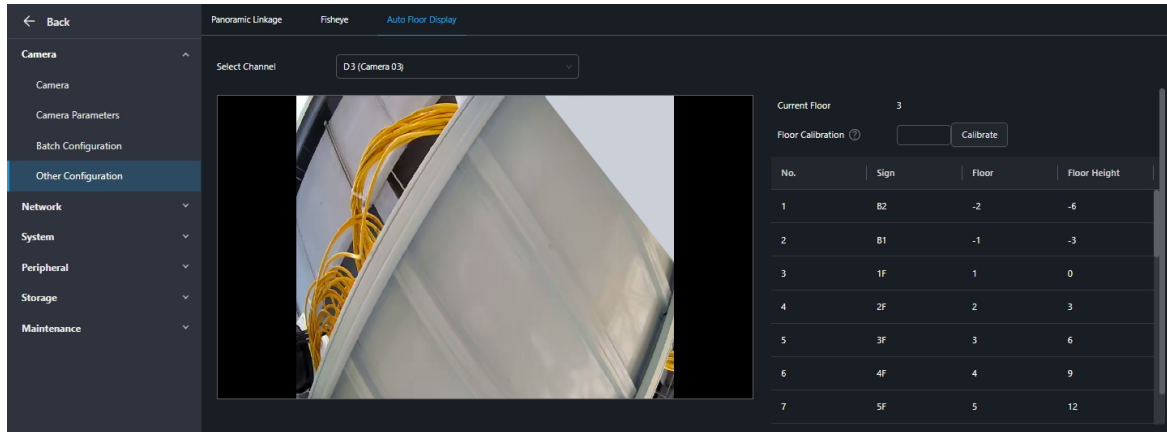 ← Back
Panoramic Linkage Fisheye Auto Floor Display
Camera
Camera
Camera Parameters
Batch Configuration
Other Configuration
Network
System
Peripheral
Storage
Maintenance
Select Channel D3 (Camera 03)
Current Floor 3
Floor Calibration ? Calibrate
No. Sign Floor Floor Height
1 B2 -2 -6
2 B1 -1 -3
3 1F 1 0
4 2F 2 3
5 3F 3 6
6 4F 4 9
7 5F 5 12